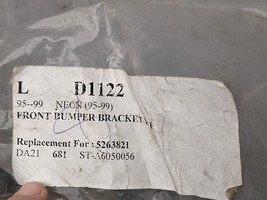 L D1122
95--99 NEON (95-99)
FRONT BUMPER BRACKET
Replacement For : 5263821
DA21 681 ST-A6050056